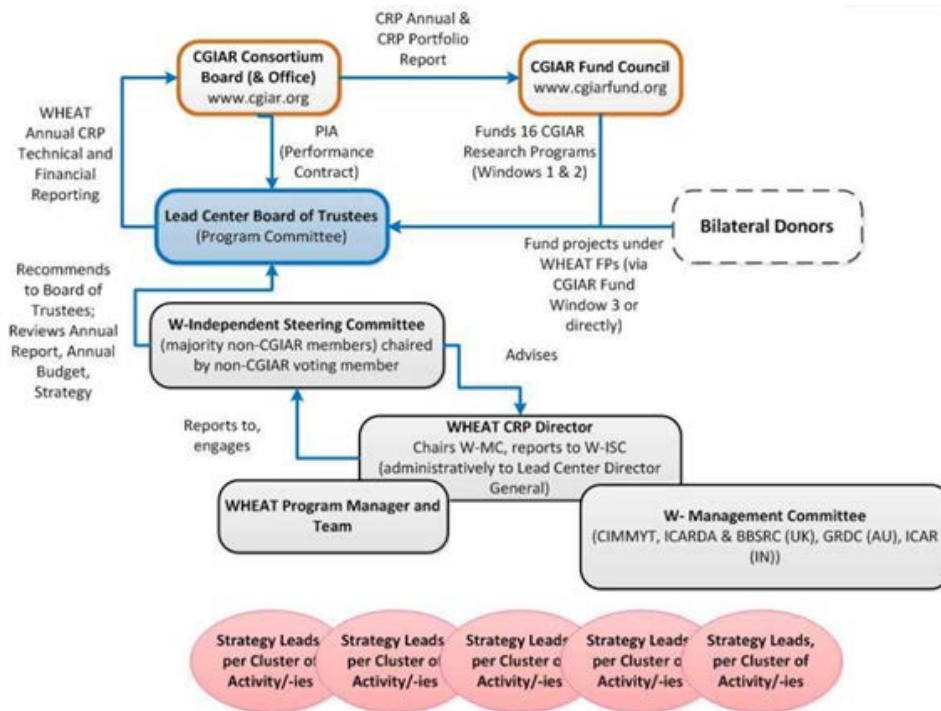 CRP Annual &
CRP Portfolio
Report
CGIAR Consortium
Board (& Office)
www.cgiar.org
CGIAR Fund Council
www.cgiarfund.org
WHEAT
Annual CRP
Technical and
Financial
Reporting
PIA
(Performance
Contract)
Funds 16 CGIAR
Research Programs
(Windows 1 & 2)
Lead Center Board of Trustees
(Program Committee)
Bilateral Donors
Fund projects under
WHEAT FPs (via
CGIAR Fund
Window 3 or
directly)
Recommends
to Board of
Trustees;
Reviews Annual
Report, Annual
Budget,
Strategy
W-Independent Steering Committee
(majority non-CGIAR members) chaired
by non-CGIAR voting member
Advises
Reports to,
engages
WHEAT CRP Director
Chairs W-MC, reports to W-ISC
(administratively to Lead Center Director
General)
WHEAT Program Manager and
Team
W- Management Committee
(CIMMYT, ICARDA & BBSRC (UK), GRDC (AU), ICAR
(IN))
Strategy Leads,
per Cluster of
Activity/-ies
Strategy Leads,
per Cluster of
Activity/-ies
Strategy Leads,
per Cluster of
Activity/-ies
Strategy Leads,
per Cluster of
Activity/-ies
Strategy Leads,
per Cluster of
Activity/-ies